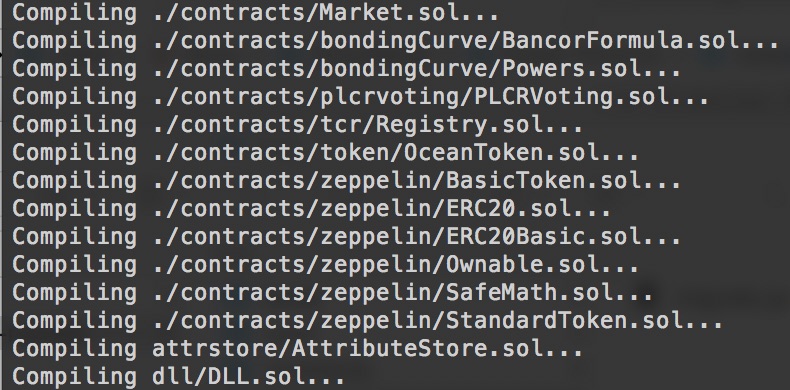 Compiling ./contracts/Market.sol...
Compiling ./contracts/bondingCurve/BancorFormula.sol...
Compiling ./contracts/bondingCurve/Powers.sol...
Compiling ./contracts/plcrvoting/PLCRVoting.sol...
Compiling ./contracts/tcr/Registry.sol...
Compiling ./contracts/token/OceanToken.sol...
Compiling ./contracts/zeppelin/BasicToken.sol...
Compiling ./contracts/zeppelin/ERC20.sol...
Compiling ./contracts/zeppelin/ERC20Basic.sol...
Compiling ./contracts/zeppelin/Ownable.sol...
Compiling ./contracts/zeppelin/SafeMath.sol...
Compiling ./contracts/zeppelin/StandardToken.sol...
Compiling attrstore/AttributeStore.sol...
Compiling dll/DLL.sol...